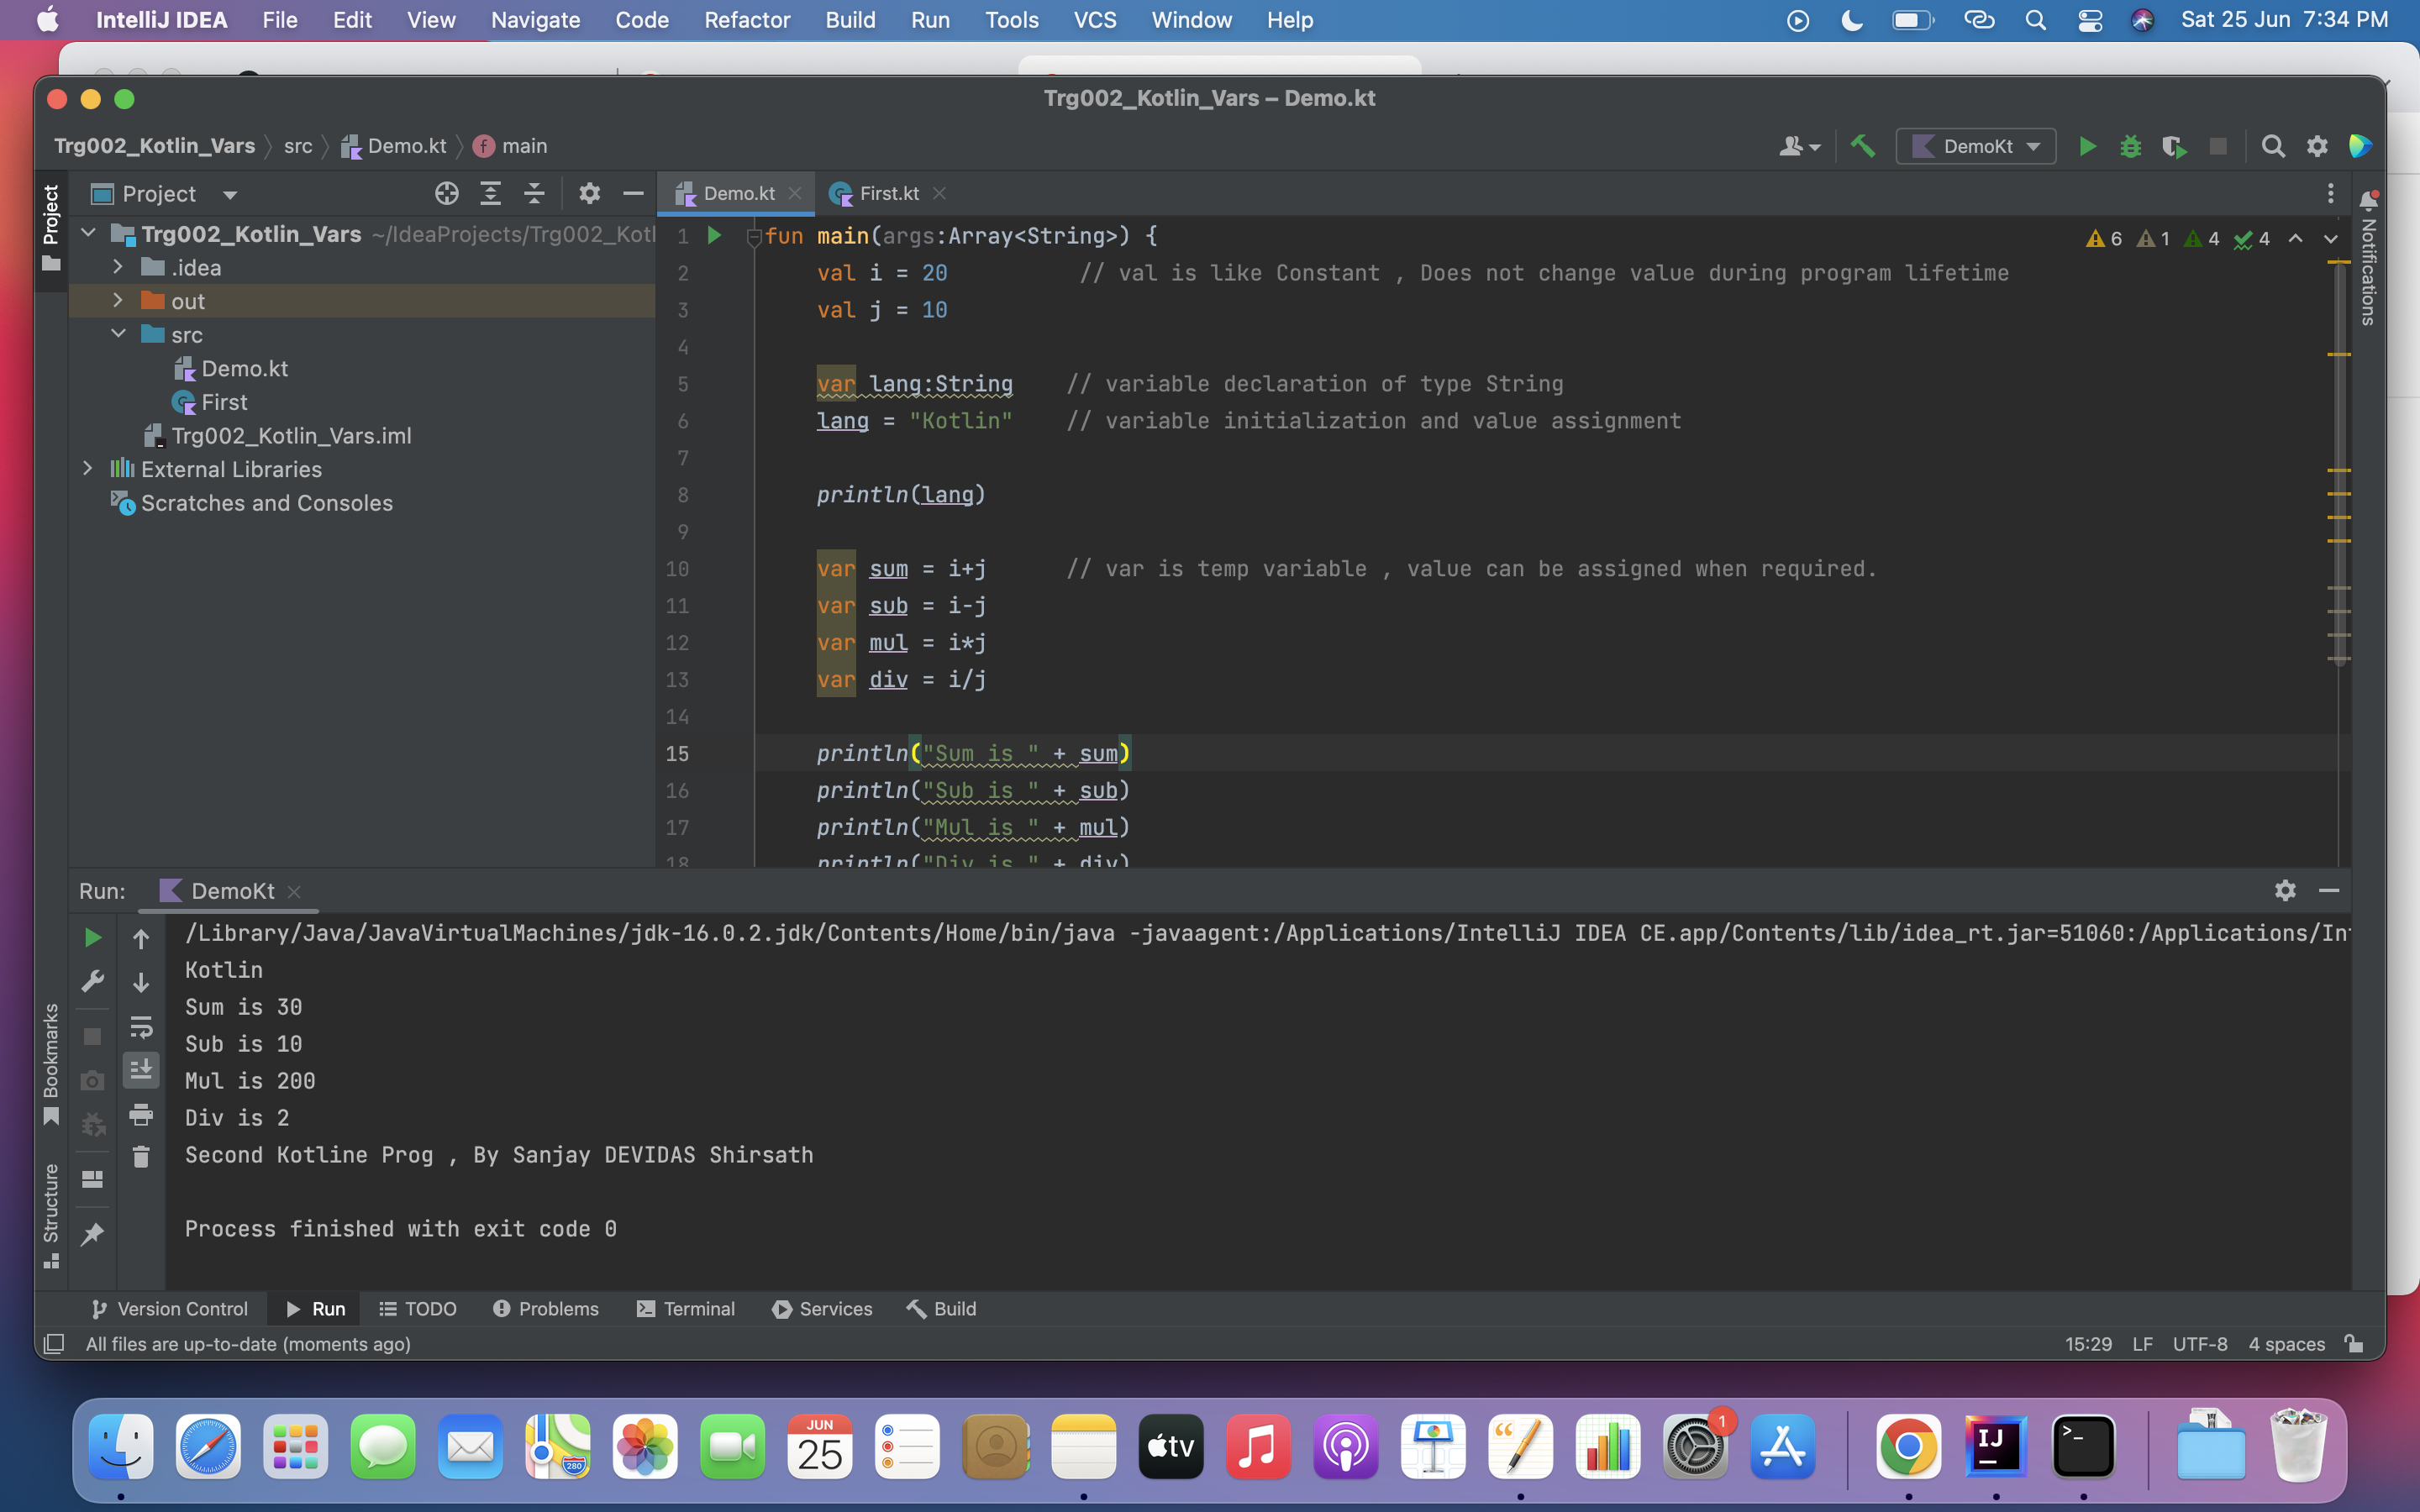 IntelliJ IDEA File Edit View Navigate Code Refactor Build Run Tools VCS Window Help Sat 25 Jun 7:34 PM
Trg002_Kotlin_Vars – Demo.kt
Trg002_Kotlin_Vars src Demo.kt main DemoKt
Project
Project
Demo.kt First.kt
Notifications
Trg002_Kotlin_Vars ~/IdeaProjects/Trg002_Kotl
.idea
out
src
Demo.kt
First
Trg002_Kotlin_Vars.iml
External Libraries
Scratches and Consoles
6 1 4 4
1 fun main(args:Array<String>) {
2 val i = 20 // val is like Constant , Does not change value during program lifetime
3 val j = 10
4
5 var lang:String // variable declaration of type String
6 lang = "Kotlin" // variable initialization and value assignment
7
8 println(lang)
9
10 var sum = i+j // var is temp variable , value can be assigned when required.
11 var sub = i-j
12 var mul = i*j
13 var div = i/j
14
15 println("Sum is " + sum)
16 println("Sub is " + sub)
17 println("Mul is " + mul)
18 println("Div is " + div)
Run: DemoKt
/Library/Java/JavaVirtualMachines/jdk-16.0.2.jdk/Contents/Home/bin/java -javaagent:/Applications/IntelliJ IDEA CE.app/Contents/lib/idea_rt.jar=51060:/Applications/Int
Kotlin
Sum is 30
Sub is 10
Mul is 200
Div is 2
Second Kotline Prog , By Sanjay DEVIDAS Shirsath
Process finished with exit code 0
Bookmarks
Structure
Version Control Run TODO Problems Terminal Services Build
All files are up-to-date (moments ago) 15:29 LF UTF-8 4 spaces
280
JUN
25
tv
1
IJ
>_